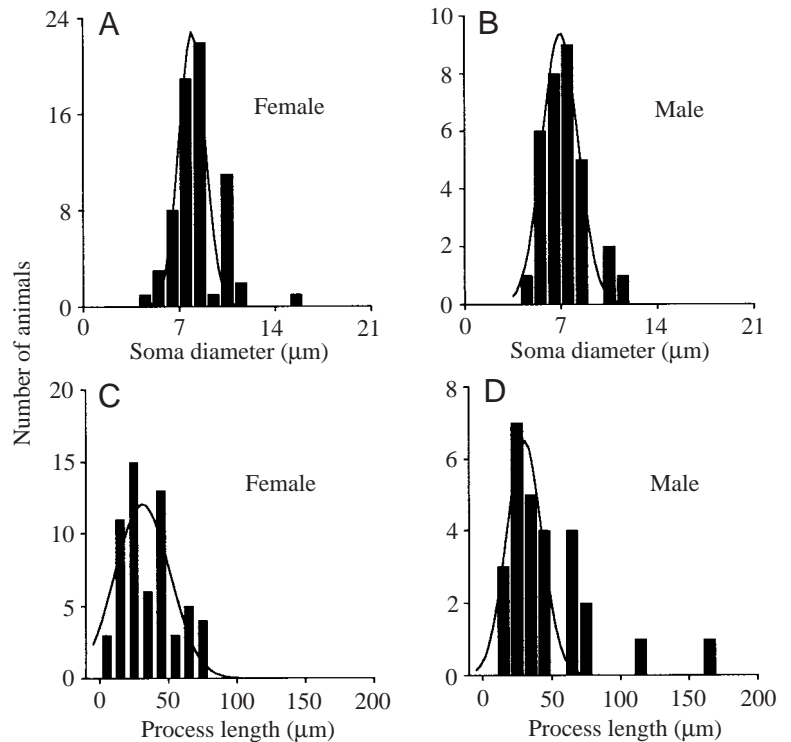 A
24
16
8
0
Female
0 7 14 21
Soma diameter (μm)
B
10
8
6
4
2
0
Male
0 7 14 21
Soma diameter (μm)
Number of animals
C
20
15
10
5
0
Female
0 50 100 150 200
Process length (μm)
D
8
6
4
2
0
Male
0 50 100 150 200
Process length (μm)